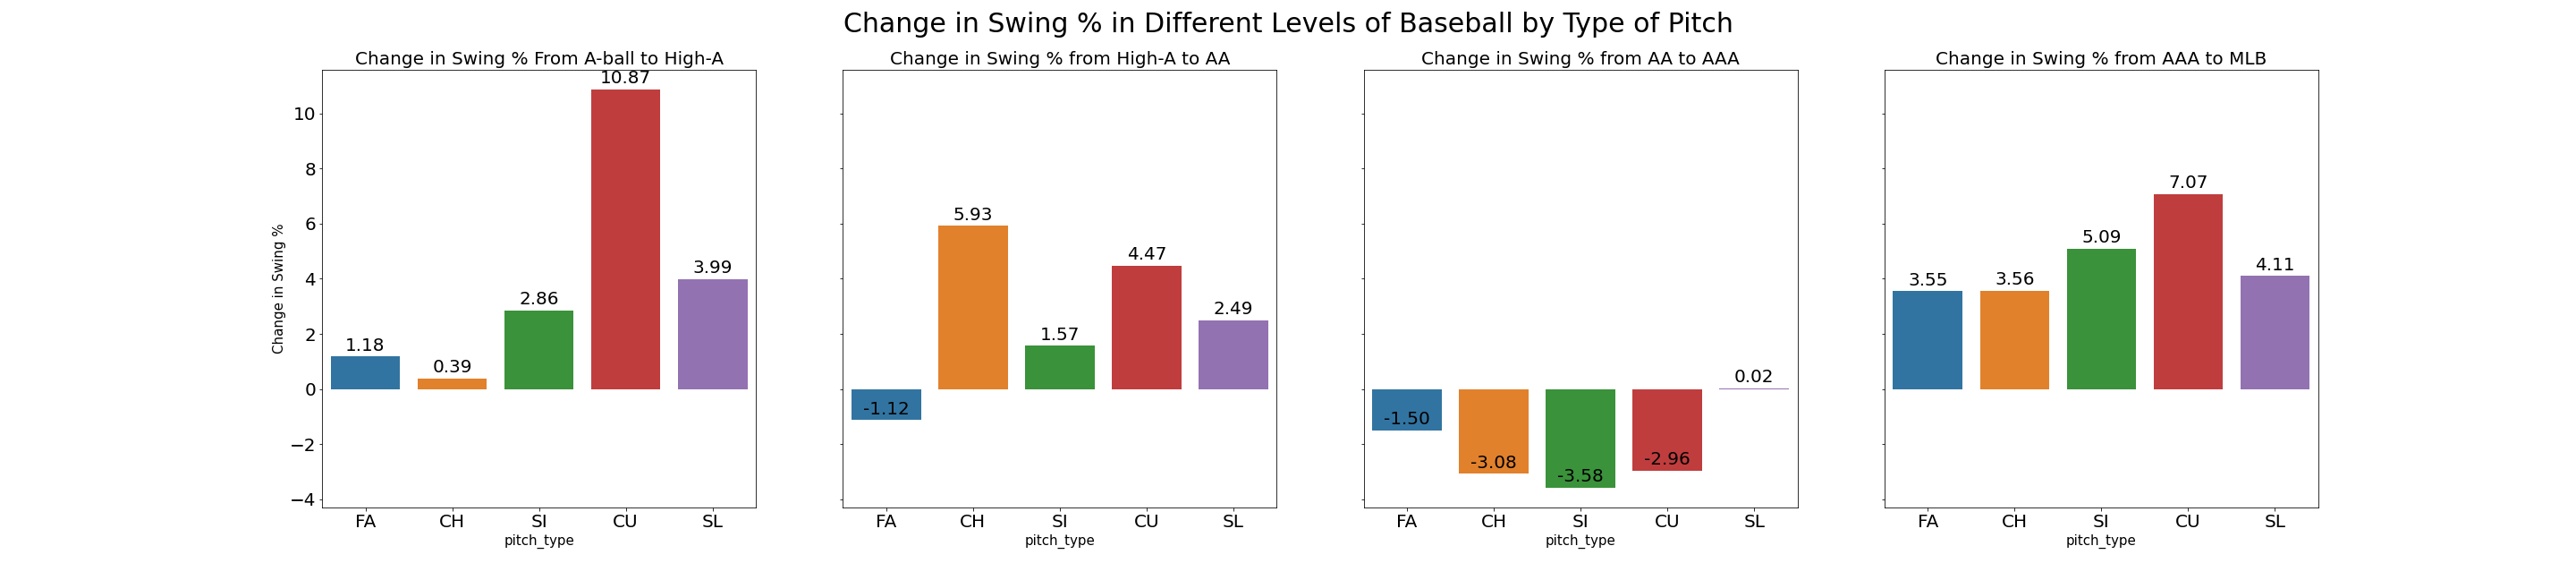 Change in Swing % in Different Levels of Baseball by Type of Pitch
Change in Swing % From A-ball to High-A
10.87
10
8
6
4
2
0
−2
−4
Change in Swing %
1.18
0.39
2.86
3.99
FA CH SI CU SL
pitch_type
Change in Swing % from High-A to AA
-1.12
5.93
1.57
4.47
2.49
FA CH SI CU SL
pitch_type
Change in Swing % from AA to AAA
-1.50
-3.08
-3.58
-2.96
0.02
FA CH SI CU SL
pitch_type
Change in Swing % from AAA to MLB
3.55
3.56
5.09
7.07
4.11
FA CH SI CU SL
pitch_type